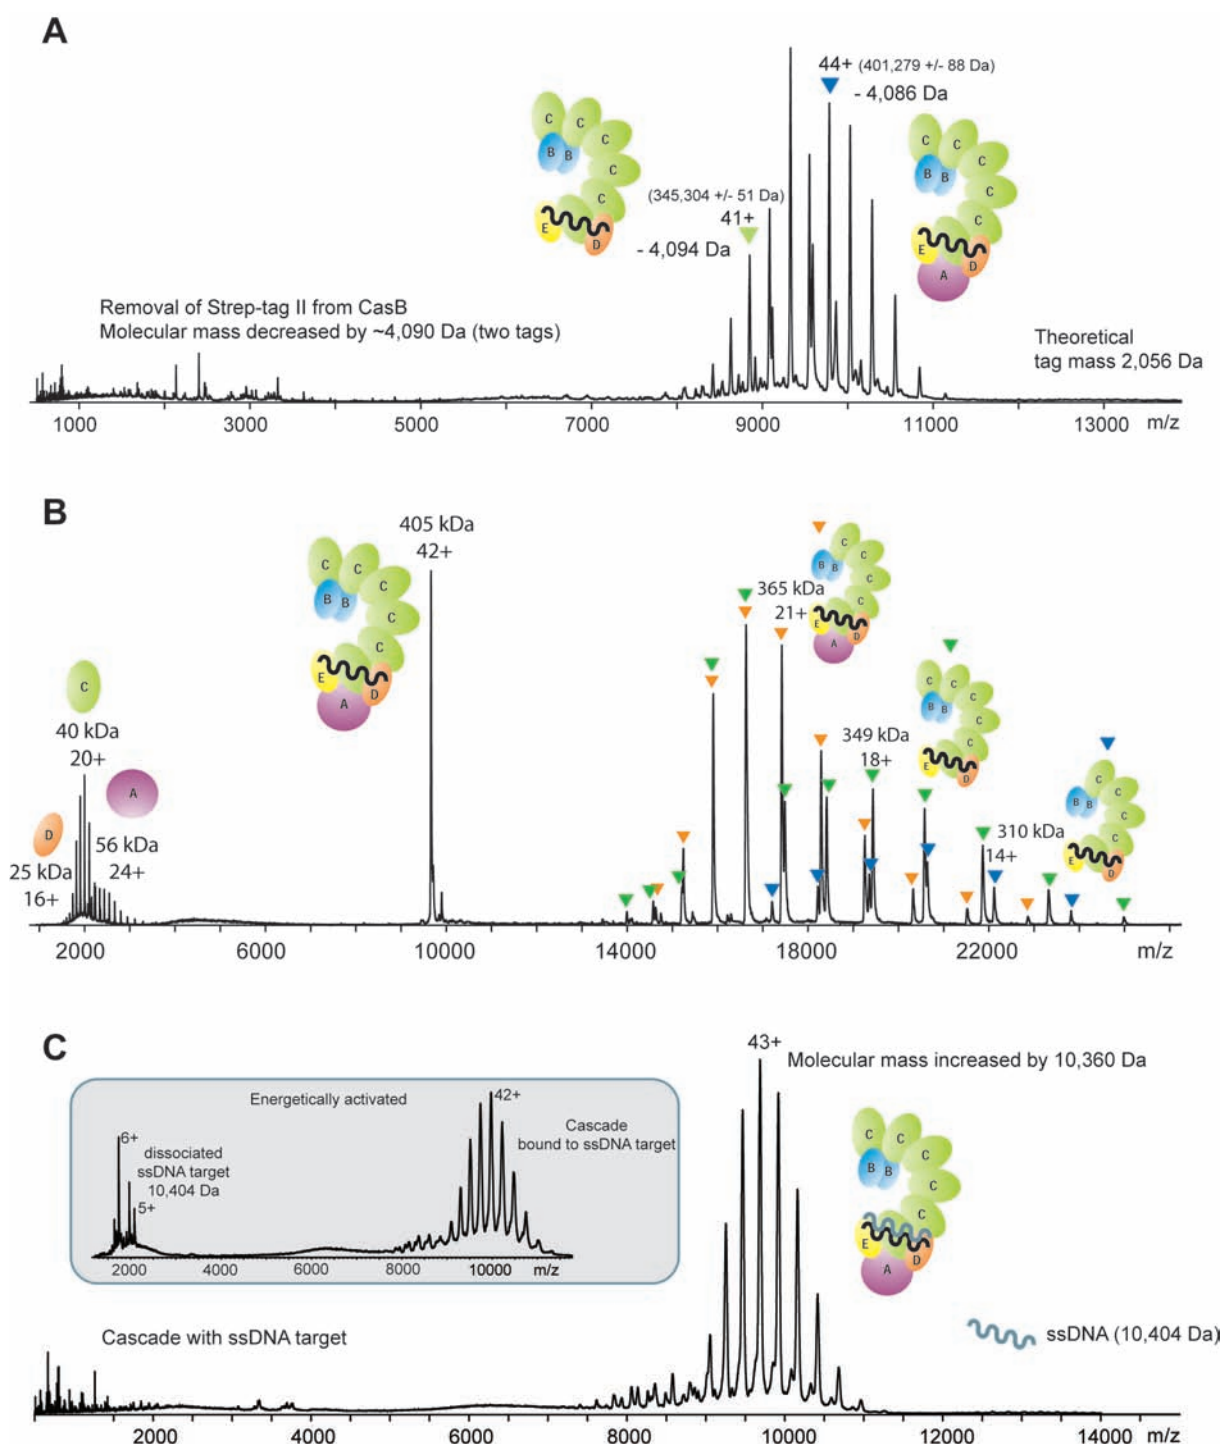 A
44+ (401,279 +/- 88 Da)
- 4,086 Da
C C C C C B B E D
C C C C C B B E D A
(345,304 +/- 51 Da)
41+
- 4,094 Da
Removal of Strep-tag II from CasB
Molecular mass decreased by ~4,090 Da (two tags)
Theoretical
tag mass 2,056 Da
1000 3000 5000 7000 9000 11000 13000 m/z
B
405 kDa
42+
C C C C C B B E D A
C C C C B B E D A
365 kDa
21+
C C C C C B B E D
349 kDa
18+
C C C C B B E D
310 kDa
14+
C
40 kDa
20+
A
D
56 kDa
24+
25 kDa
16+
2000 6000 10000 14000 18000 22000 m/z
C
43+
Molecular mass increased by 10,360 Da
Energetically activated
42+
6+
Cascade
bound to ssDNA target
dissociated
ssDNA target
10,404 Da
5+
2000 4000 6000 8000 10000 m/z
C C C C C B B E D A
ssDNA (10,404 Da)
Cascade with ssDNA target
2000 4000 6000 8000 10000 12000 14000 m/z